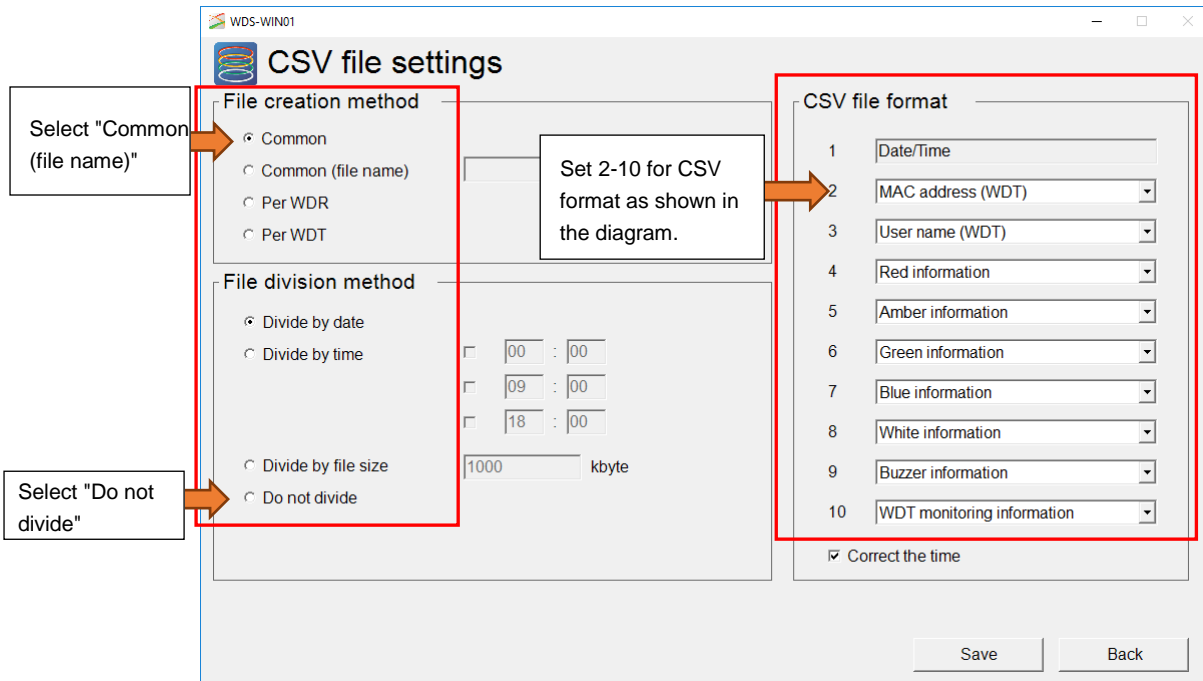 WDS-WIN01
CSV file settings
Select "Common
(file name)"
File creation method
Common
Common (file name)
Per WDR
Per WDT
Set 2-10 for CSV
format as shown in
the diagram.
File division method
Divide by date
Divide by time
00 : 00
09 : 00
18 : 00
Divide by file size 1000 kbyte
Do not divide
Select "Do not
divide"
CSV file format
1 Date/Time
2 MAC address (WDT)
3 User name (WDT)
4 Red information
5 Amber information
6 Green information
7 Blue information
8 White information
9 Buzzer information
10 WDT monitoring information
Correct the time
Save
Back